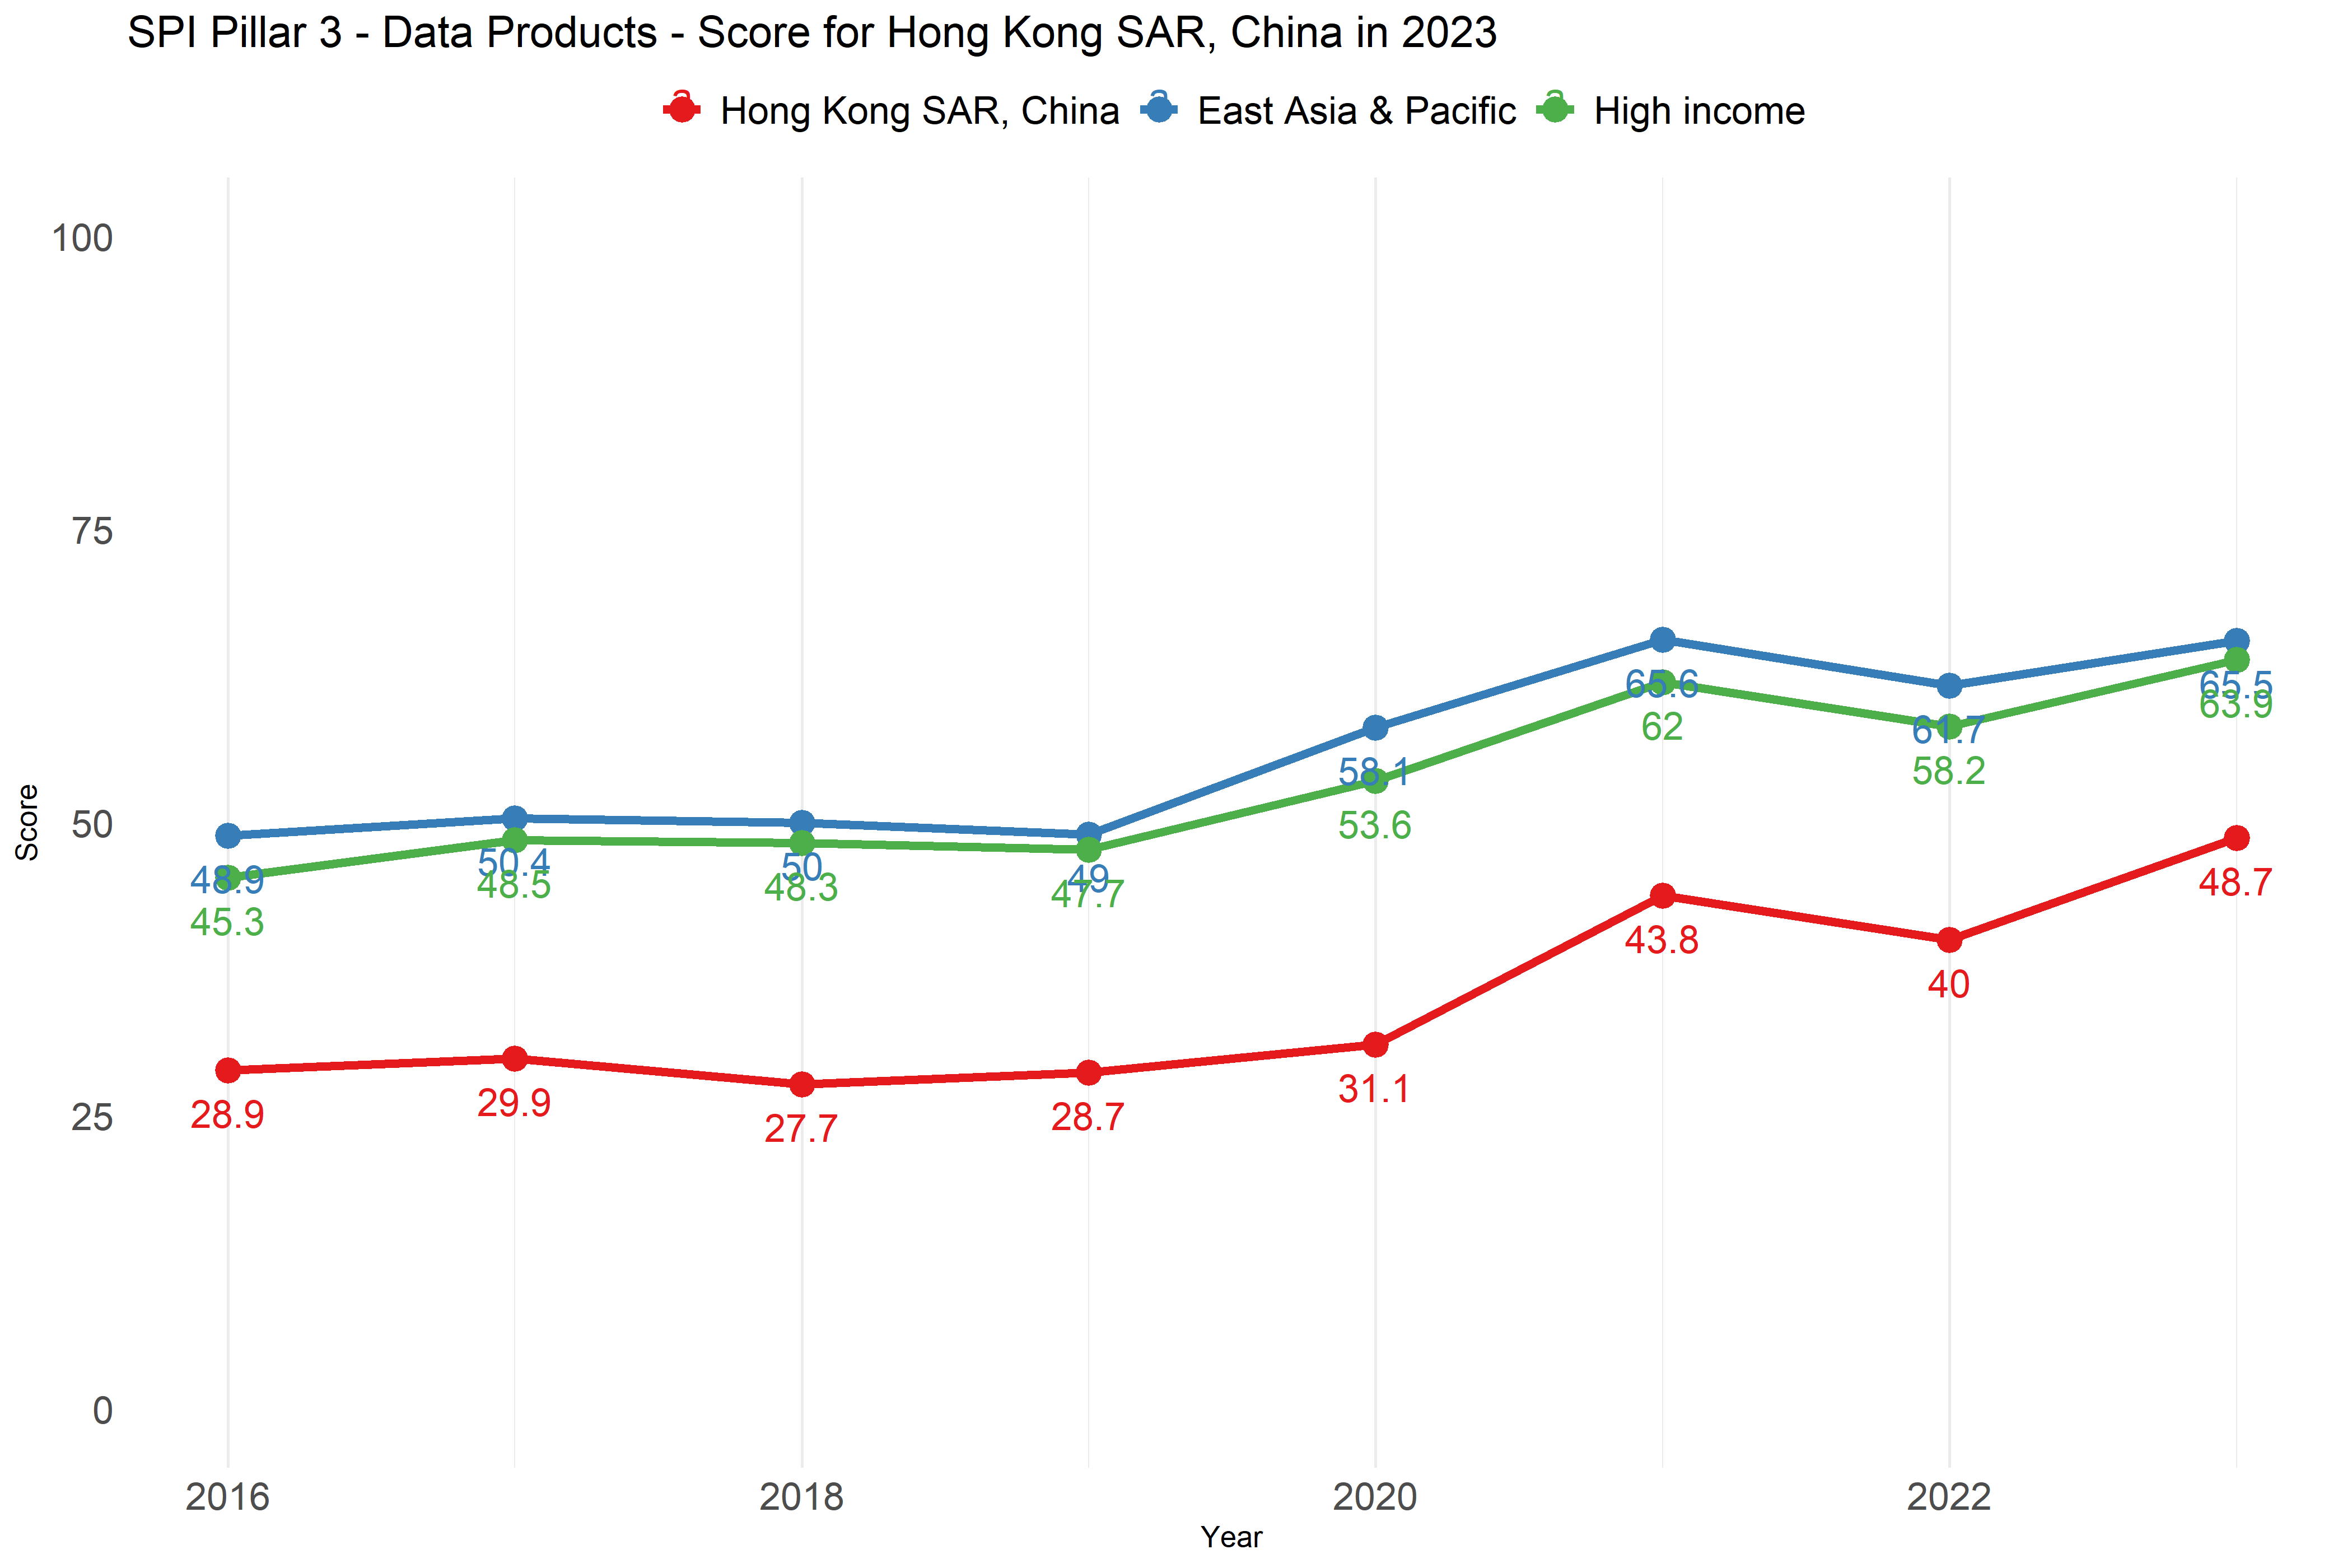 SPI Pillar 3 - Data Products - Score for Hong Kong SAR, China in 2023
Hong Kong SAR, China East Asia & Pacific High income
100
75
50
25
0
Score
48.9 50.4 50 49 58.1 65.6 61.7 65.5
45.3 48.5 48.3 47.7 53.6 62 58.2 63.9
28.9 29.9 27.7 28.7 31.1 43.8 40 48.7
2016 2018 2020 2022
Year